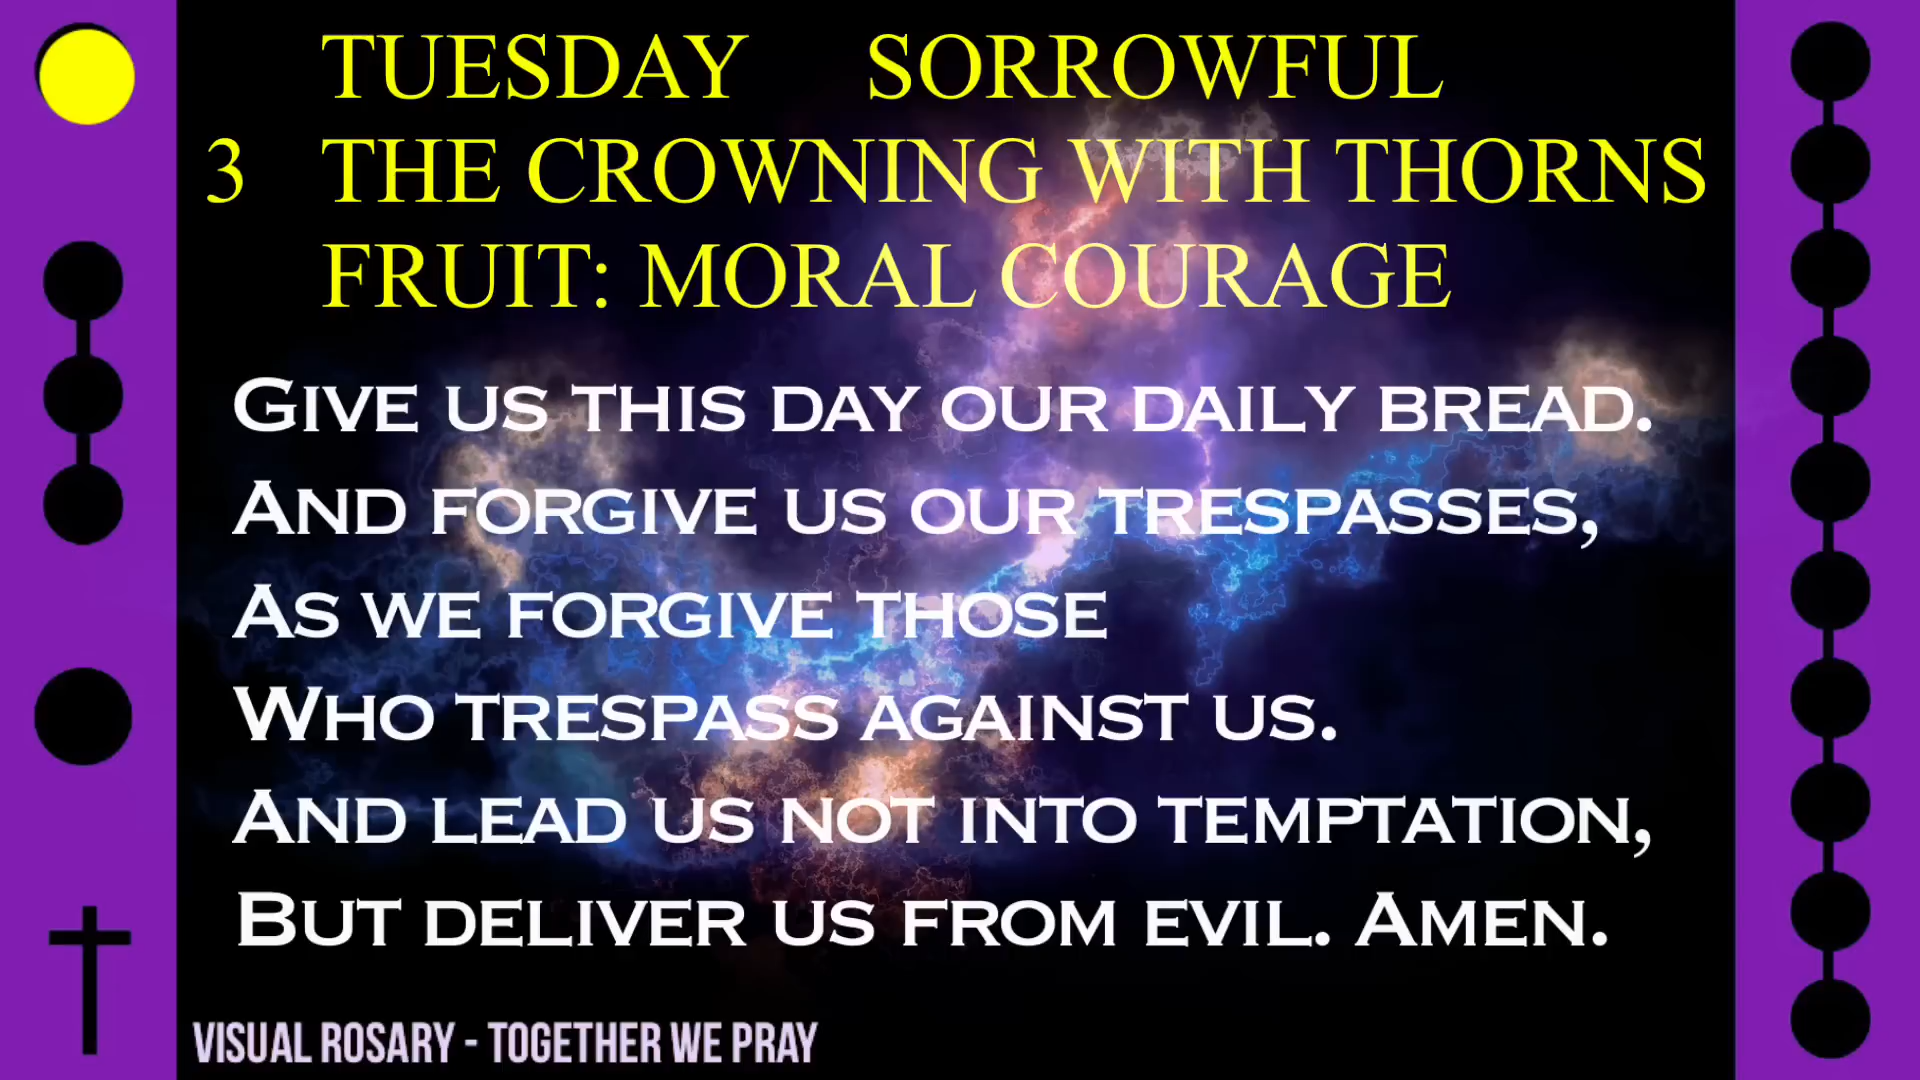 TUESDAY SORROWFUL
3 THE CROWNING WITH THORNS
FRUIT: MORAL COURAGE
GIVE US THIS DAY OUR DAILY BREAD.
AND FORGIVE US OUR TRESPASSES,
AS WE FORGIVE THOSE
WHO TRESPASS AGAINST US.
AND LEAD US NOT INTO TEMPTATION,
BUT DELIVER US FROM EVIL. AMEN.
VISUAL ROSARY - TOGETHER WE PRAY